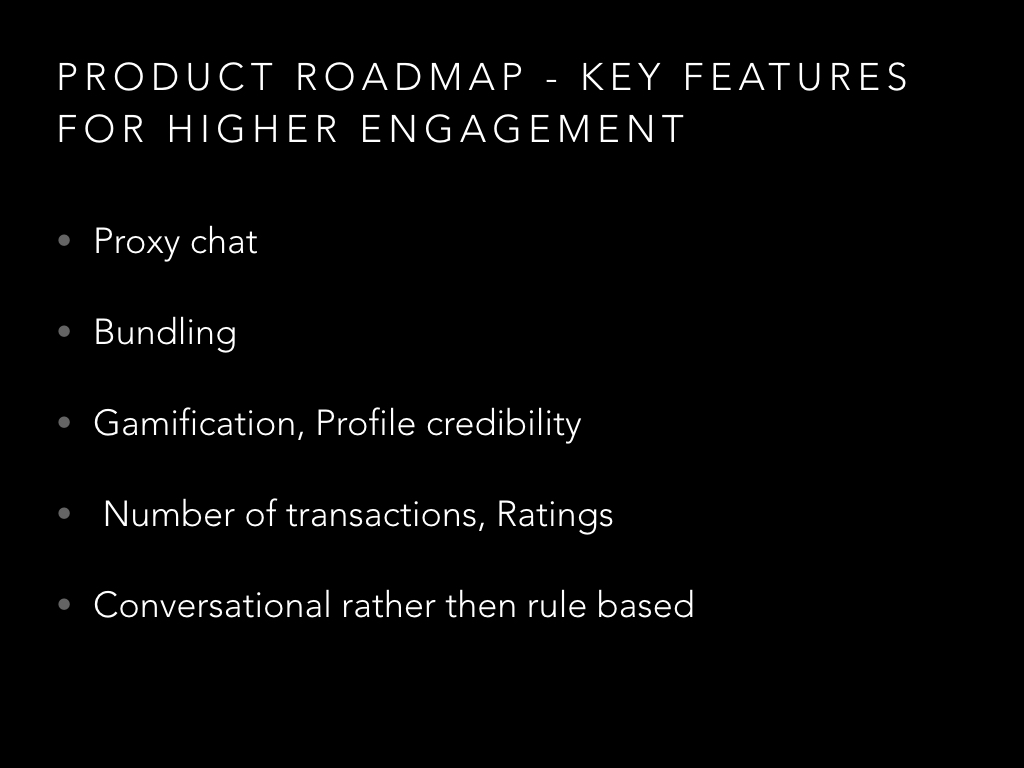 PRODUCT ROADMAP - KEY FEATURES
FOR HIGHER ENGAGEMENT
• Proxy chat
• Bundling
• Gamification, Profile credibility
• Number of transactions, Ratings
• Conversational rather then rule based